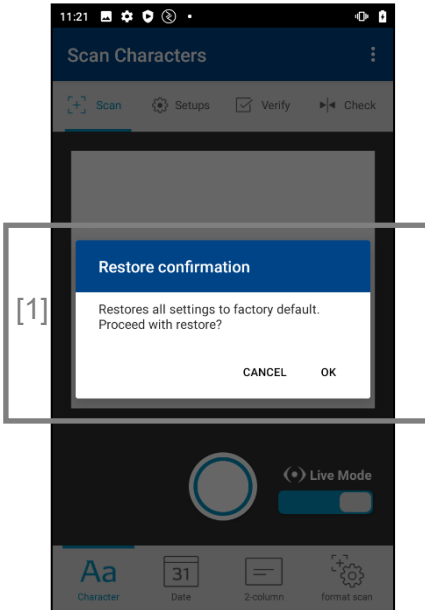 11:21
Scan Characters
Scan Setups Verify Check
[1]
Restore confirmation
Restores all settings to factory default.
Proceed with restore?
CANCEL OK
Live Mode
Aa 31
Character Date 2-column format scan